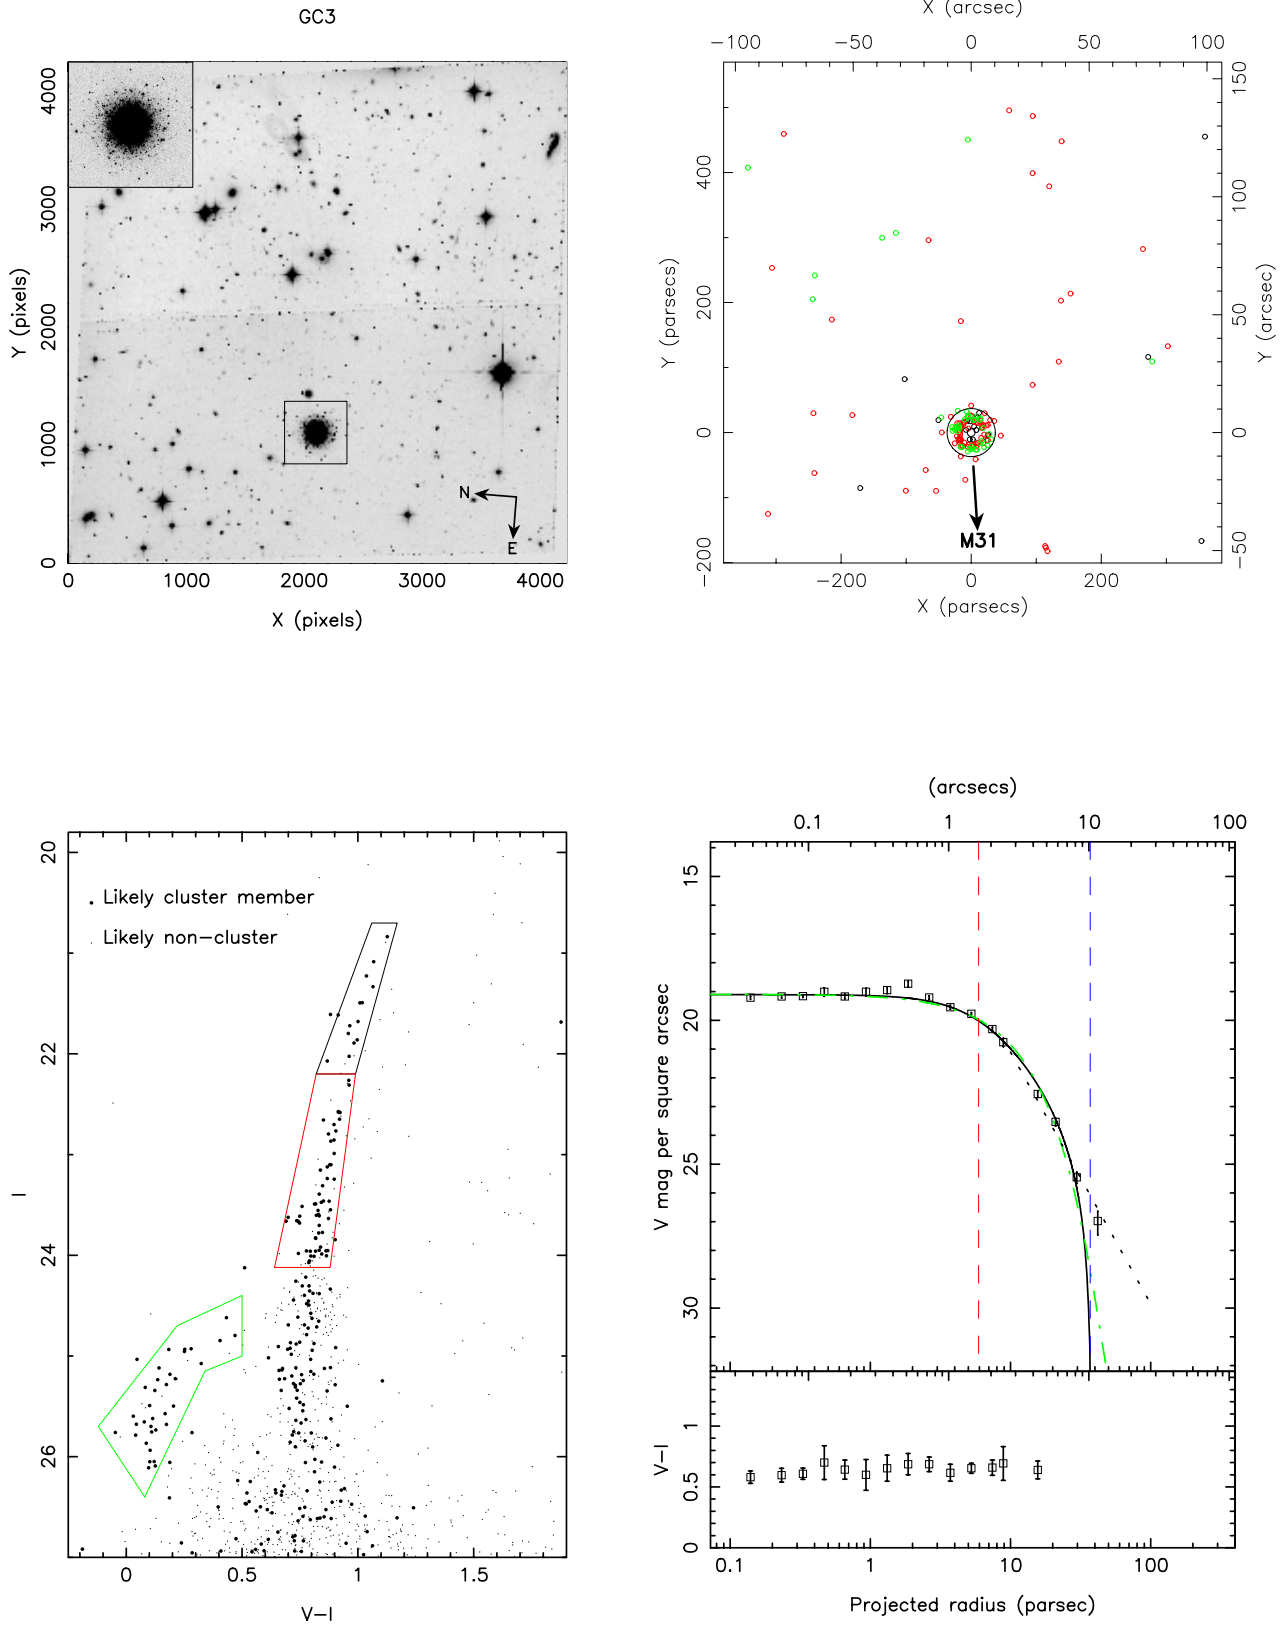 GC3
4000
3000
2000
1000
0
Y (pixels)
N
E
0 1000 2000 3000 4000
X (pixels)
X (arcsec)
−100 −50 0 50 100
400
200
0
−200
Y (parsecs)
150
100
50
0
−50
Y (arcsec)
M31
−200 0 200
X (parsecs)
20
22
24
26
I
Likely cluster member
Likely non−cluster
0 0.5 1 1.5
V−I
(arcsecs)
0.1 1 10 100
15
20
25
30
V mag per square arcsec
1
0.5
0
V−I
0.1 1 10 100
Projected radius (parsec)